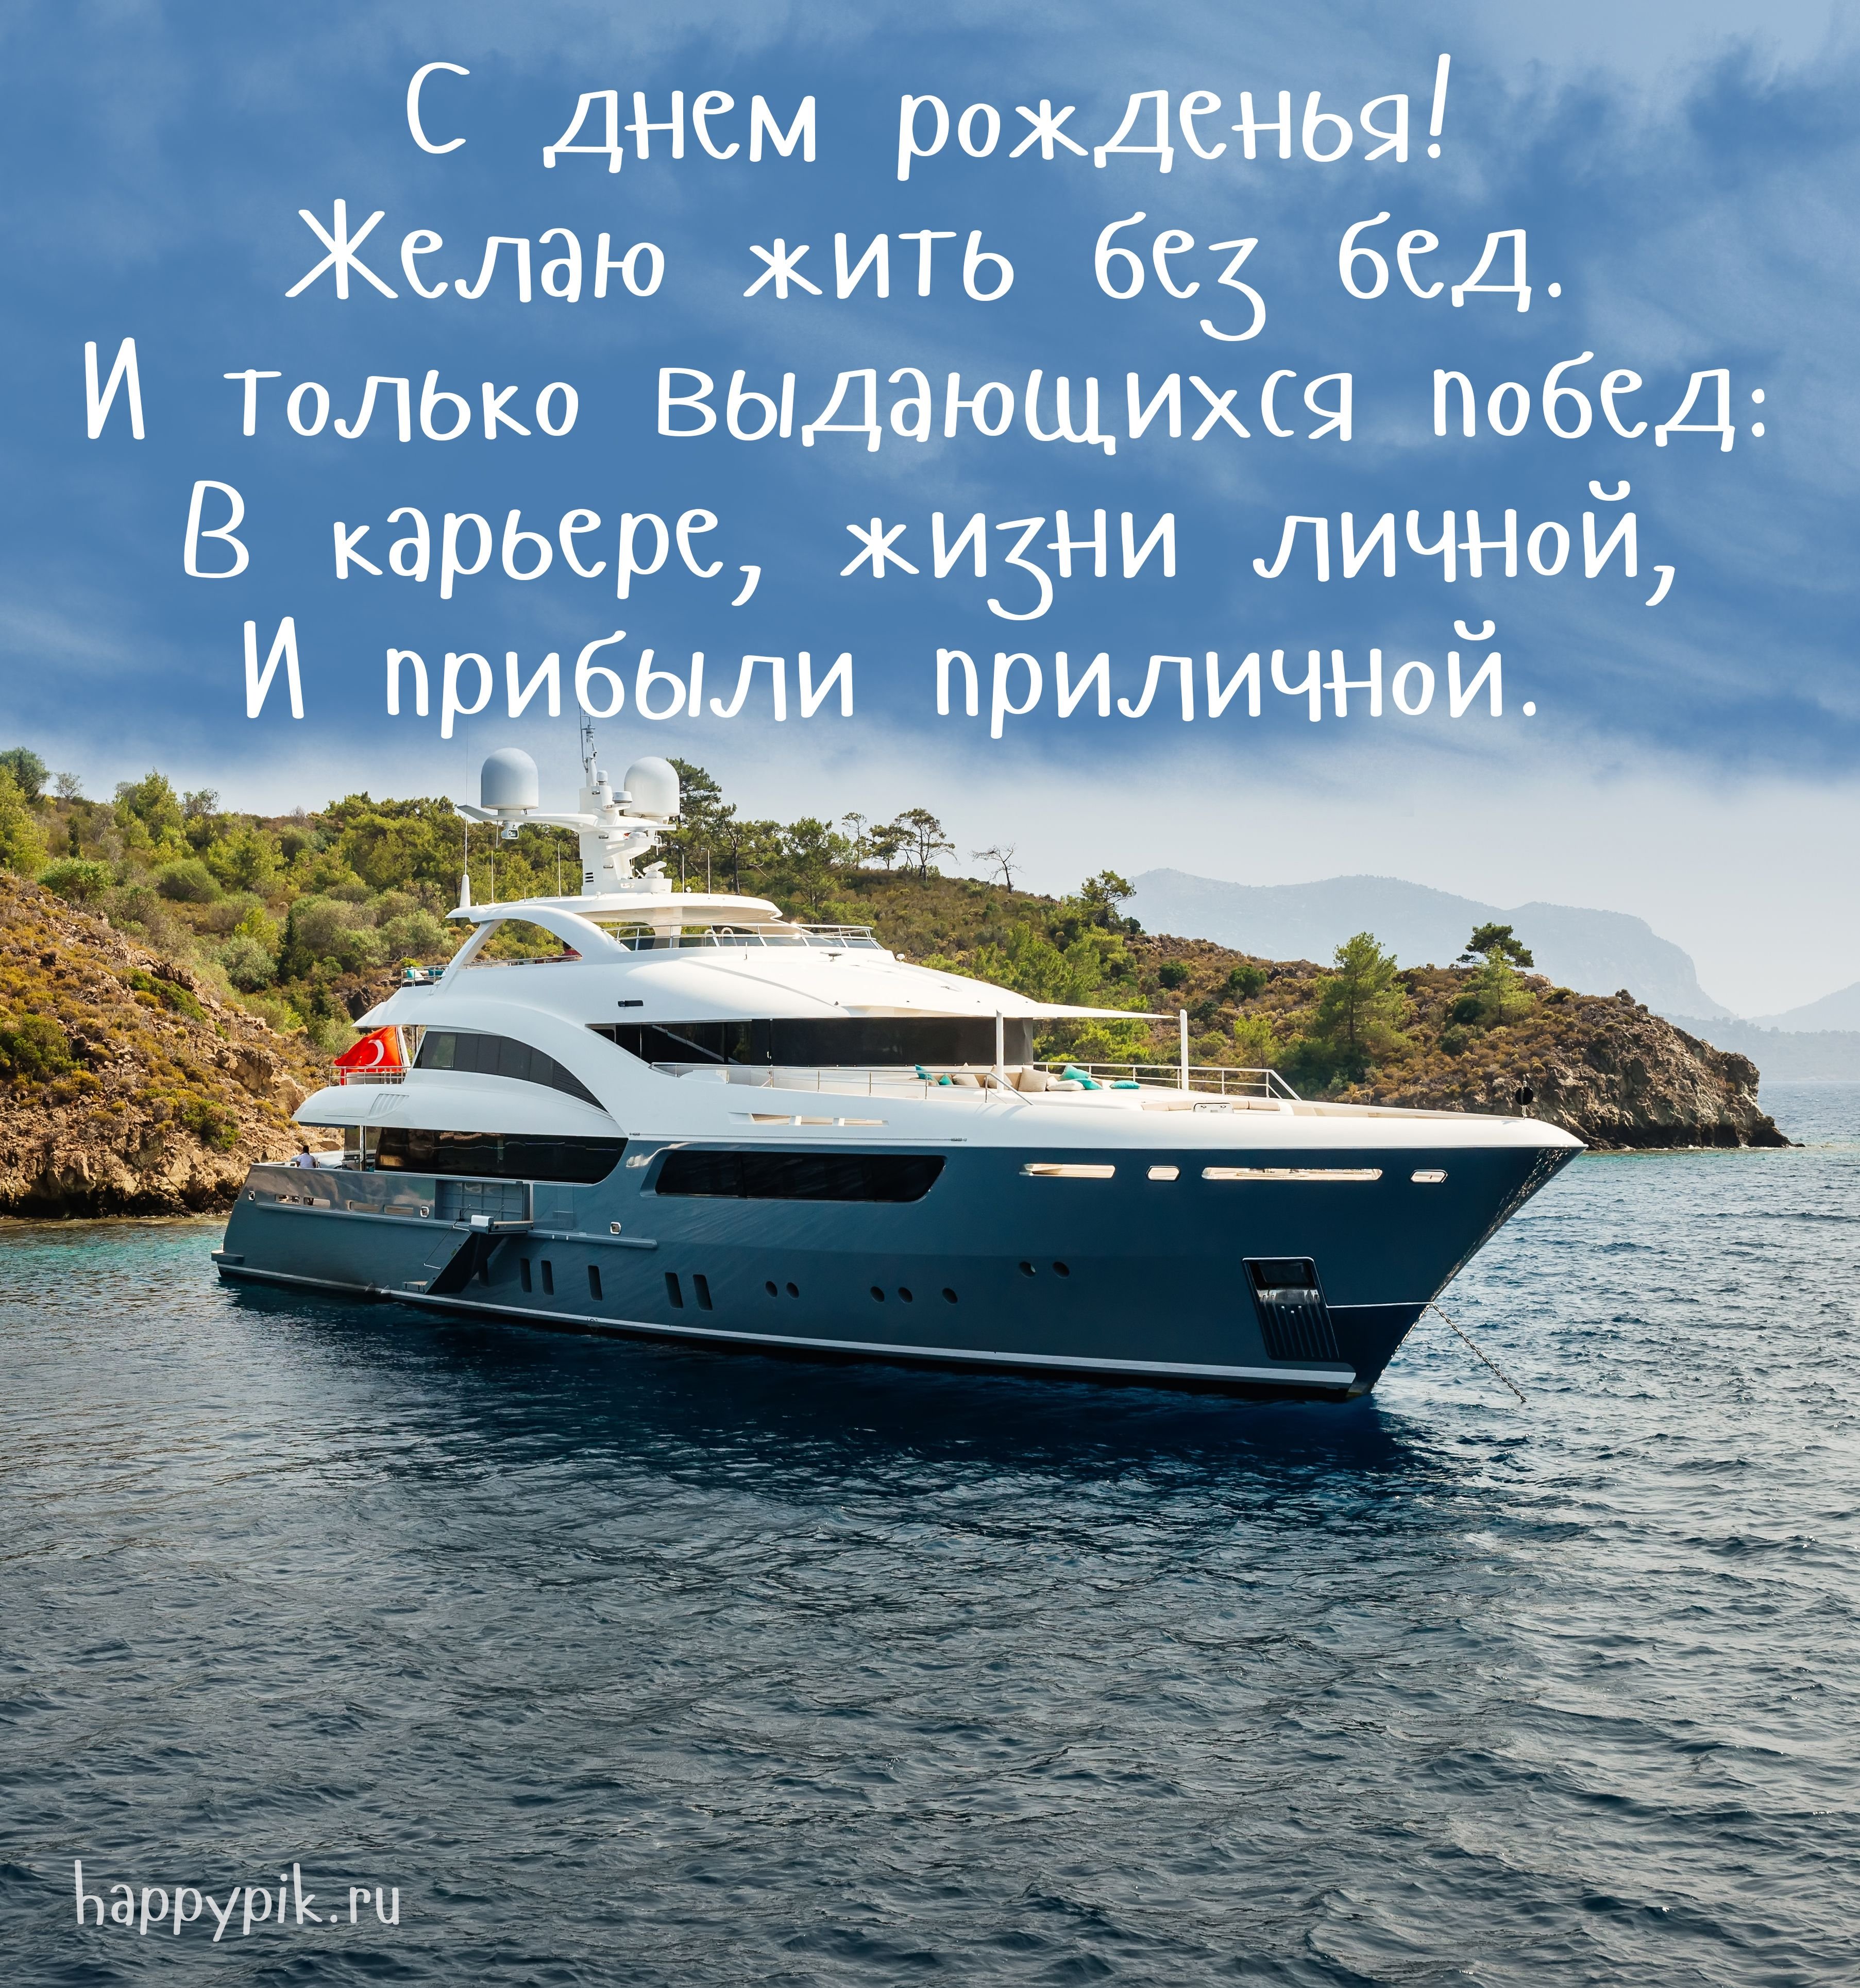 С днем рожденья!
Желаю жить без бед.
И только выдающихся побед:
В карьере, жизни личной,
И прибыли приличной.
happypik.ru